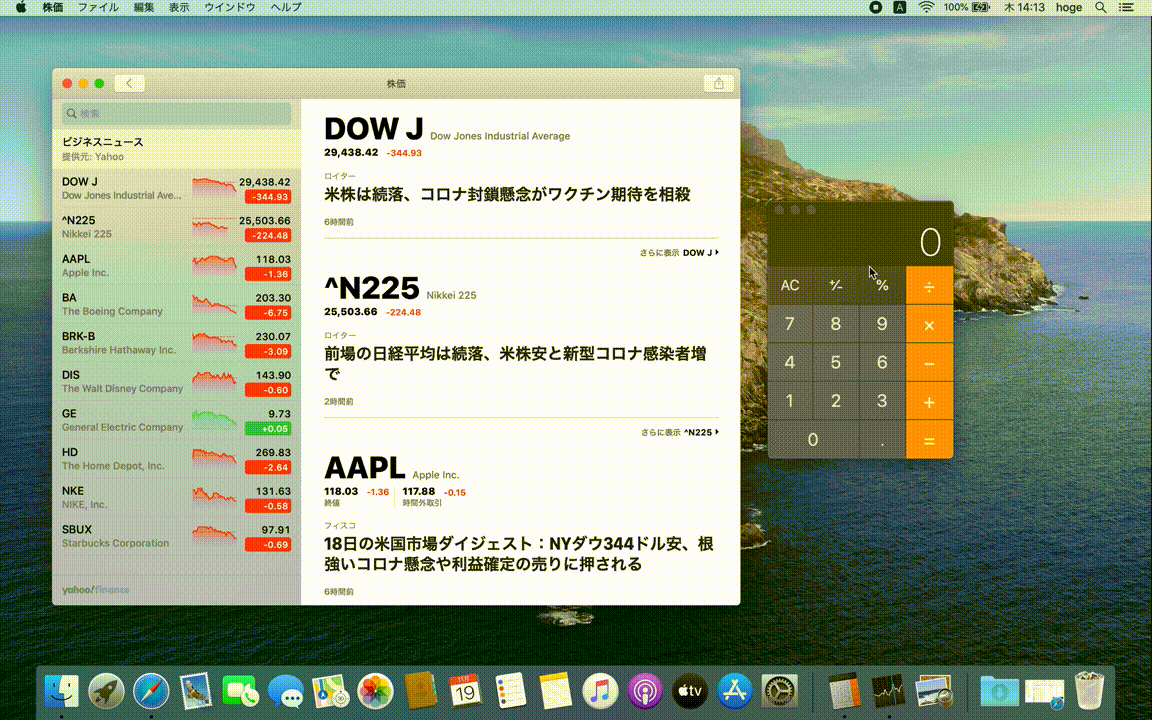 株価 ファイル 編集 表示 ウインドウ ヘルプ
A 100% 木 14:13 hoge
株価
検索
ビジネスニュース
提供元: Yahoo
DOW J 29,438.42
Dow Jones Industrial Ave... -344.93
^N225 25,503.66
Nikkei 225 -224.48
AAPL 118.03
Apple Inc. -1.36
BA 203.30
The Boeing Company -6.75
BRK-B 230.07
Berkshire Hathaway Inc. -3.09
DIS 143.90
The Walt Disney Company -0.60
GE 9.73
General Electric Company +0.05
HD 269.83
The Home Depot, Inc. -2.64
NKE 131.63
NIKE, Inc. -0.58
SBUX 97.91
Starbucks Corporation -0.69
yahoo!finance
DOW J Dow Jones Industrial Average
29,438.42 -344.93
ロイター
米株は続落、コロナ封鎖懸念がワクチン期待を相殺
6時間前
さらに表示 DOW J
^N225 Nikkei 225
25,503.66 -224.48
ロイター
前場の日経平均は続落、米株安と新型コロナ感染者増
で
2時間前
さらに表示 ^N225
AAPL Apple Inc.
118.03 -1.36 117.88 -0.15
終値 時間外取引
フィスコ
18日の米国市場ダイジェスト：NYダウ344ドル安、根
強いコロナ懸念や利益確定の売りに押される
6時間前
0
AC +/- % ÷
7 8 9 ×
4 5 6 −
1 2 3 +
0 . =
11月
19
tv